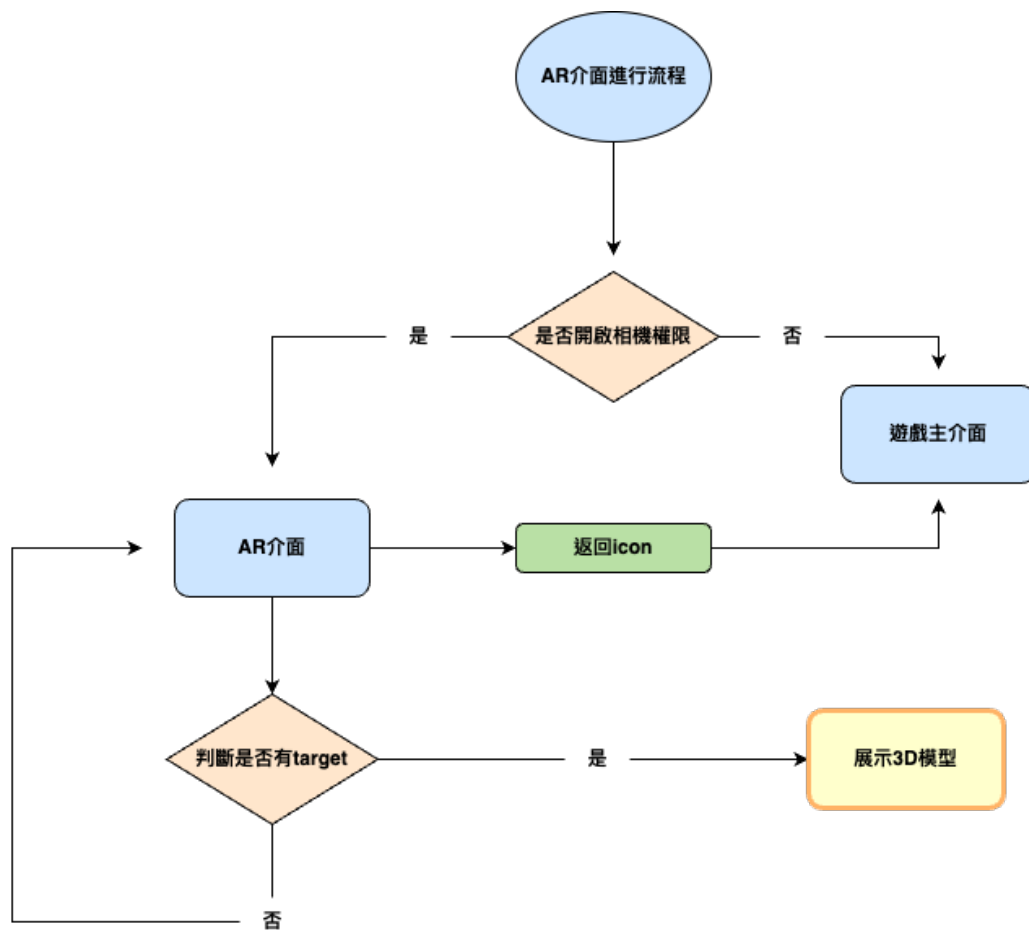 AR介面進行流程
是否開啟相機權限
是
否
遊戲主介面
AR介面
返回icon
判斷是否有target
是
展示3D模型
否